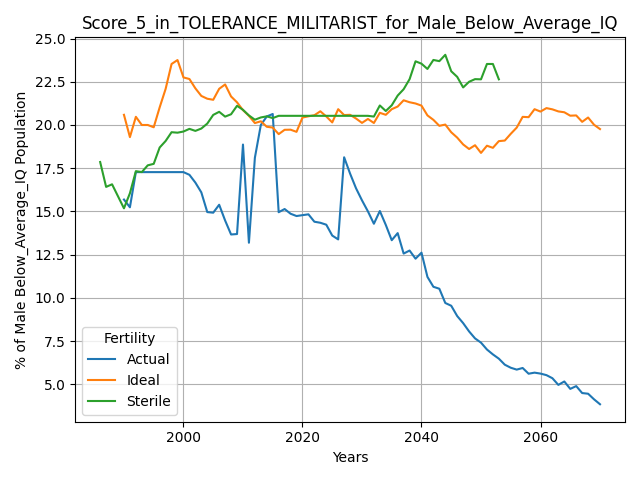 Score_5_in_TOLERANCE_MILITARIST_for_Male_Below_Average_IQ
% of Male Below_Average_IQ Population
25.0
22.5
20.0
17.5
15.0
12.5
10.0
7.5
5.0
Fertility
Actual
Ideal
Sterile
2000 2020 2040 2060
Years